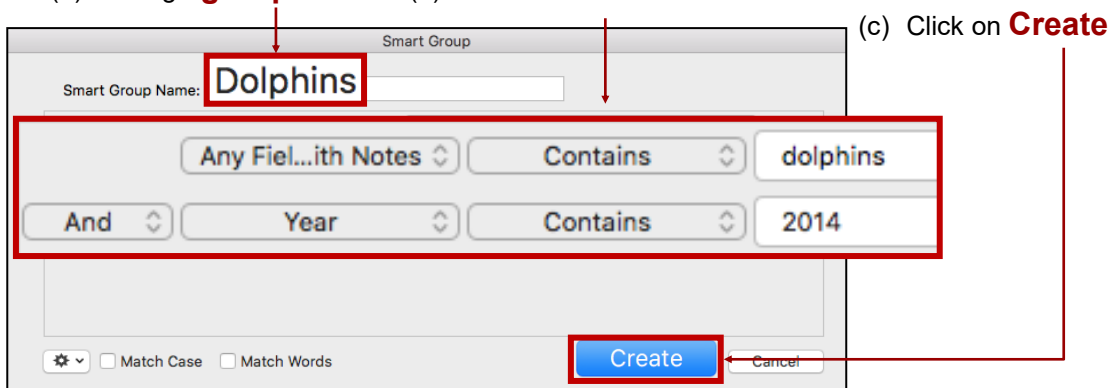 (c) Click on Create
Smart Group
Smart Group Name: Dolphins
Any Fiel...ith Notes Contains dolphins
And Year Contains 2014
Match Case Match Words Create Cancel